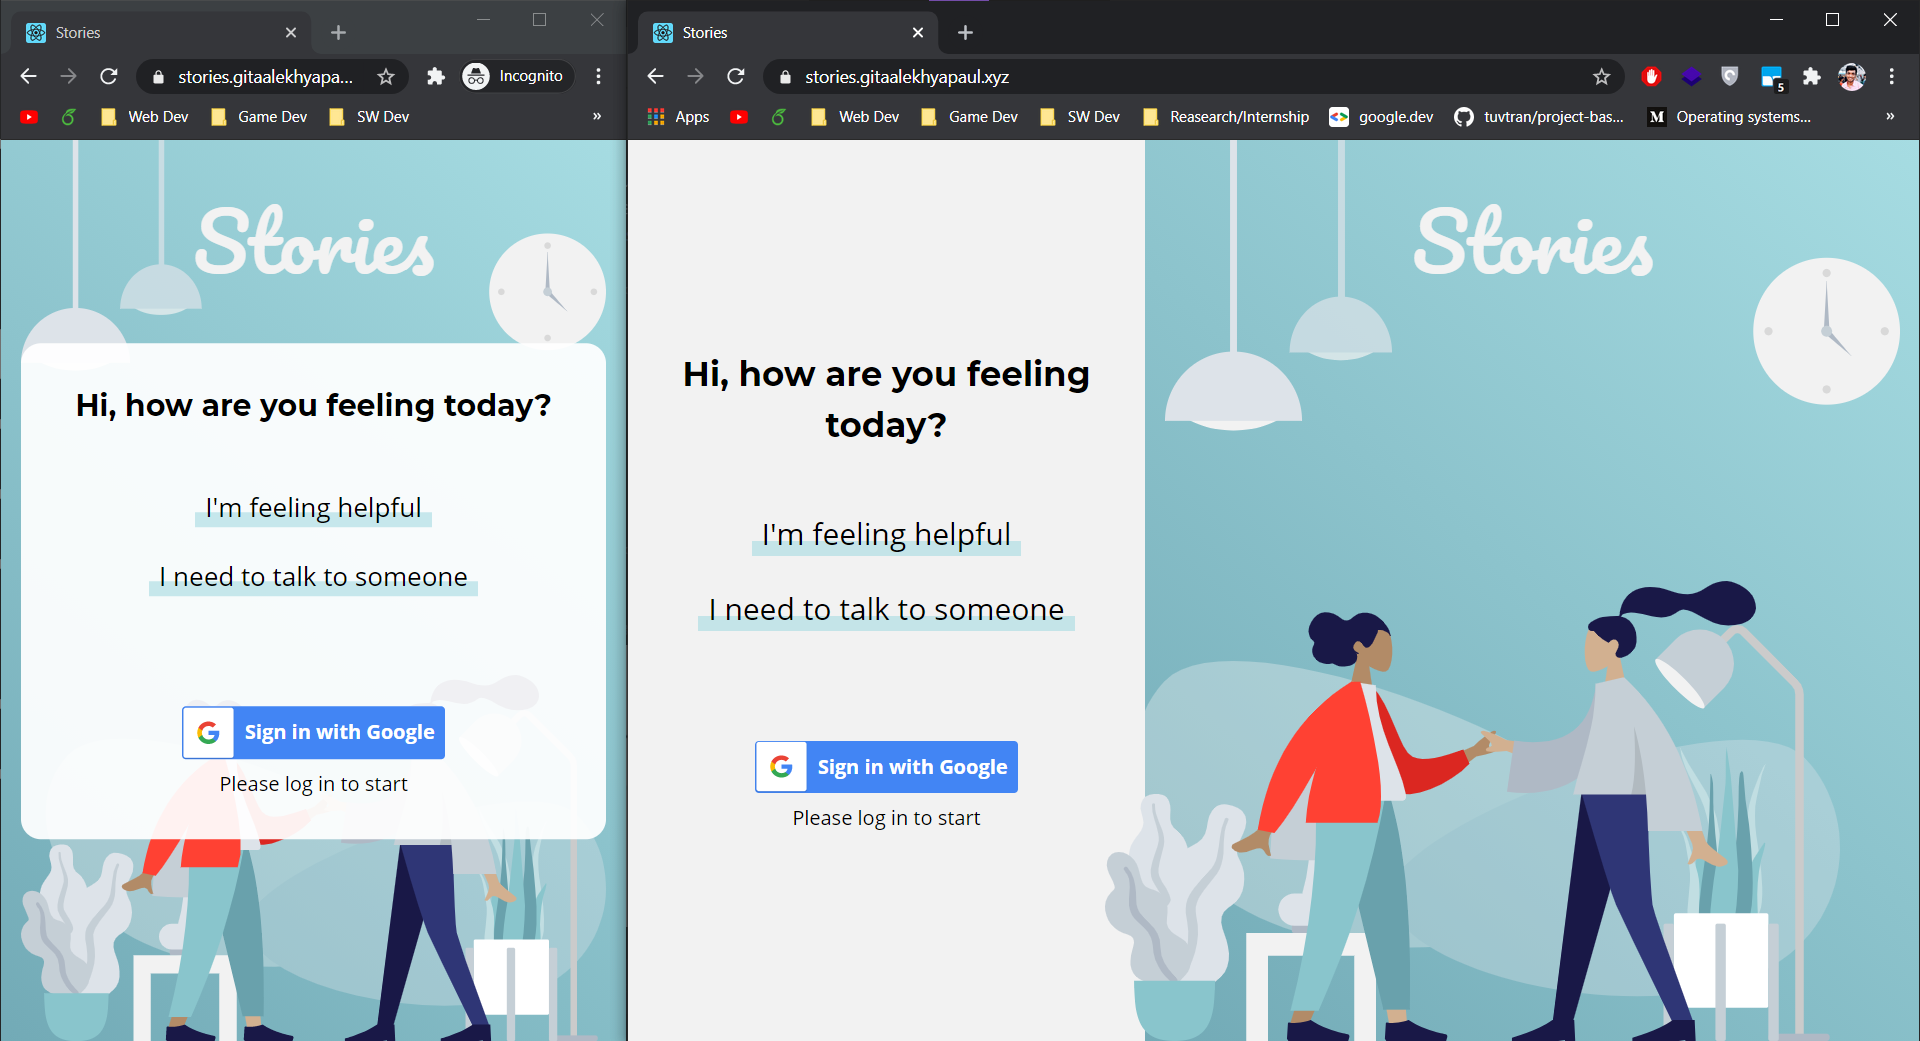 Stories
stories.gitaalekhyapa...
Incognito
Web Dev
Game Dev
SW Dev
»
Stories
Hi, how are you feeling today?
I'm feeling helpful
I need to talk to someone
G Sign in with Google
Please log in to start
Stories
stories.gitaalekhyapaul.xyz
5
Apps
Web Dev
Game Dev
SW Dev
Reasearch/Internship
google.dev
tuvtran/project-bas...
M Operating systems...
»
Stories
Hi, how are you feeling
today?
I'm feeling helpful
I need to talk to someone
G Sign in with Google
Please log in to start